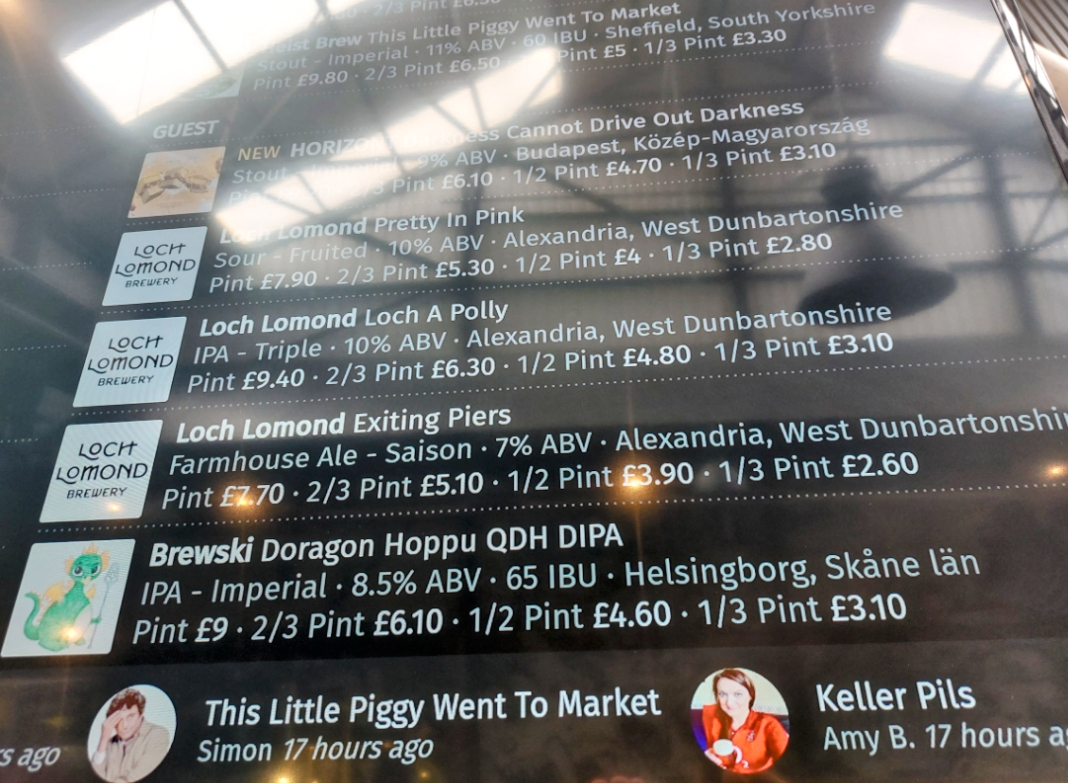 Brew This Little Piggy Went To Market
Stout - Imperial · 11% ABV · 60 IBU · Sheffield, South Yorkshire
Pint £9.80 · 2/3 Pint £6.50 Pint £5 · 1/3 Pint £3.30
GUEST
NEW HORIZON Cannot Drive Out Darkness
Stout 9% ABV · Budapest, Közép-Magyarország
£6.10 · 1/2 Pint £4.70 · 1/3 Pint £3.10
LOCH
LOMOND
BREWERY
Loch Lomond Pretty In Pink
Sour - Fruited · 10% ABV · Alexandria, West Dunbartonshire
Pint £7.90 · 2/3 Pint £5.30 · 1/2 Pint £4 · 1/3 Pint £2.80
LOCH
LOMOND
BREWERY
Loch Lomond Loch A Polly
IPA - Triple · 10% ABV · Alexandria, West Dunbartonshire
Pint £9.40 · 2/3 Pint £6.30 · 1/2 Pint £4.80 · 1/3 Pint £3.10
LOCH
LOMOND
BREWERY
Loch Lomond Exiting Piers
Farmhouse Ale - Saison · 7% ABV · Alexandria, West Dunbartonshir
Pint £7.70 · 2/3 Pint £5.10 · 1/2 Pint £3.90 · 1/3 Pint £2.60
Brewski Doragon Hoppu QDH DIPA
IPA - Imperial · 8.5% ABV · 65 IBU · Helsingborg, Skåne län
Pint £9 · 2/3 Pint £6.10 · 1/2 Pint £4.60 · 1/3 Pint £3.10
s ago
This Little Piggy Went To Market
Simon 17 hours ago
Keller Pils
Amy B. 17 hours a